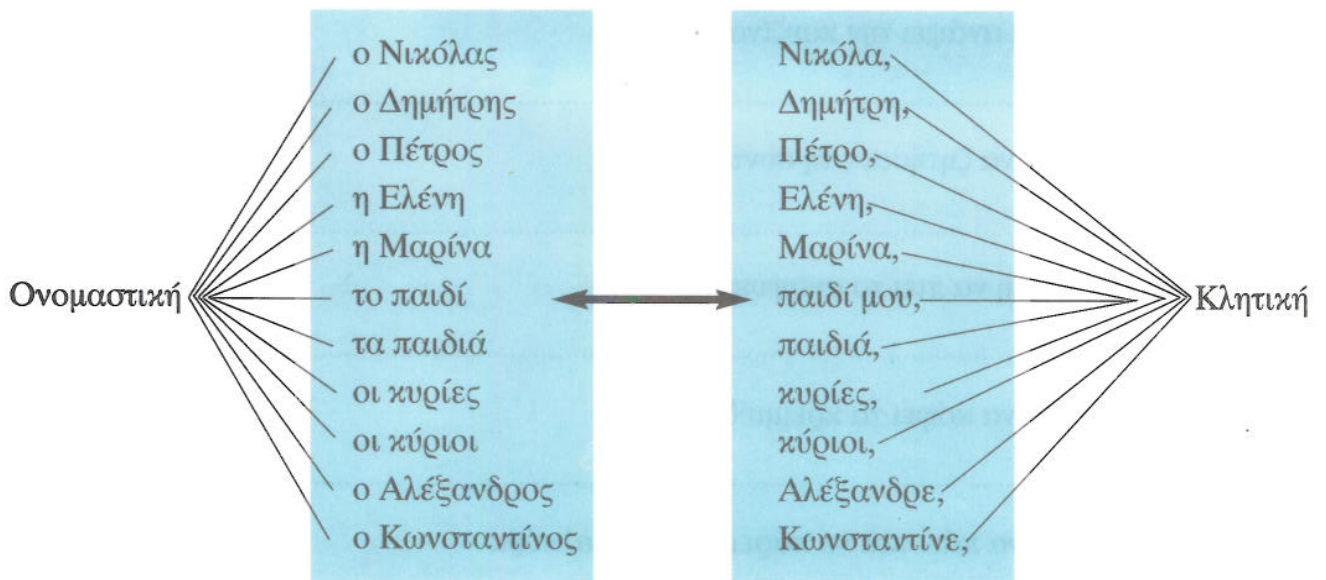 ο Νικόλας
ο Δημήτρης
ο Πέτρος
η Ελένη
η Μαρίνα
Ονομαστική
το παιδί
τα παιδιά
οι κυρίες
οι κύριοι
ο Αλέξανδρος
ο Κωνσταντίνος
Νικόλα,
Δημήτρη,
Πέτρο,
Ελένη,
Μαρίνα,
παιδί μου,
παιδιά,
κυρίες,
κύριοι,
Αλέξανδρε,
Κωνσταντίνε,
Κλητική